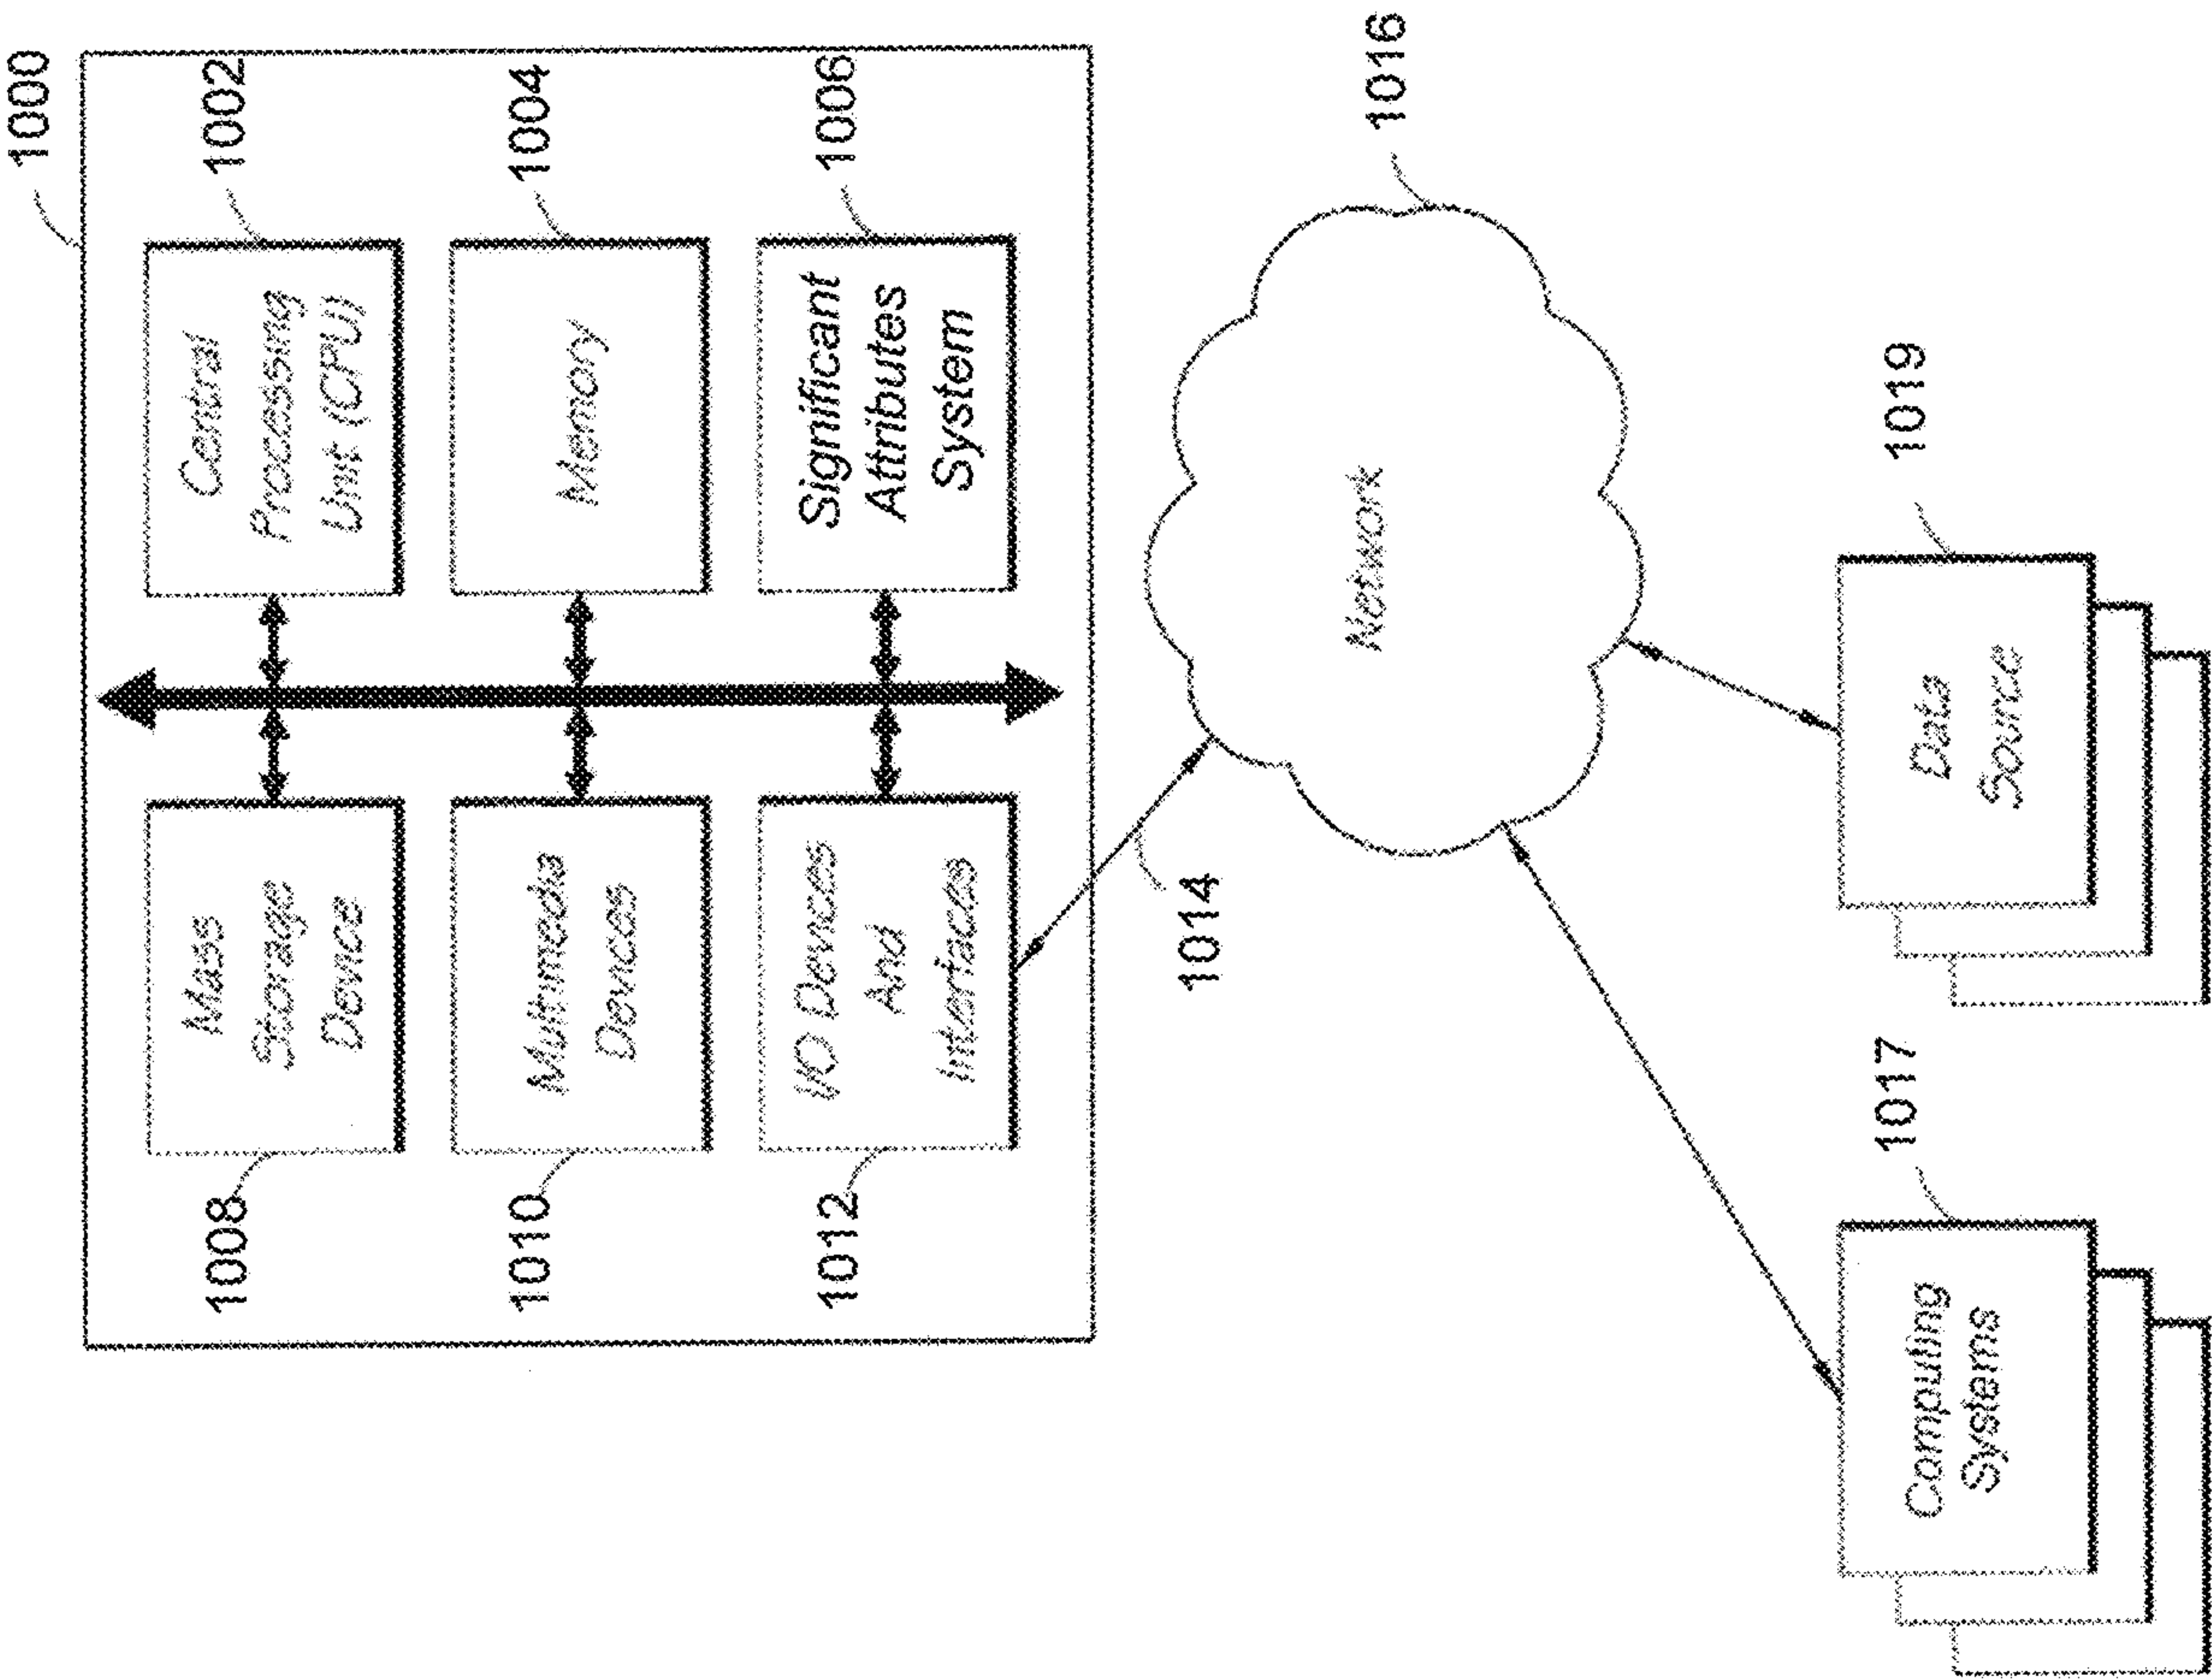 1000
1002
Central
Processing
Unit (CPU)
1004
Memory
1006
Significant
Attributes
System
1008
Mass
Storage
Device
1010
Multimedia
Devices
1012
I/O Devices
And
Interfaces
1014
1016
Network
1017
Computing
Systems
1019
Data
Source